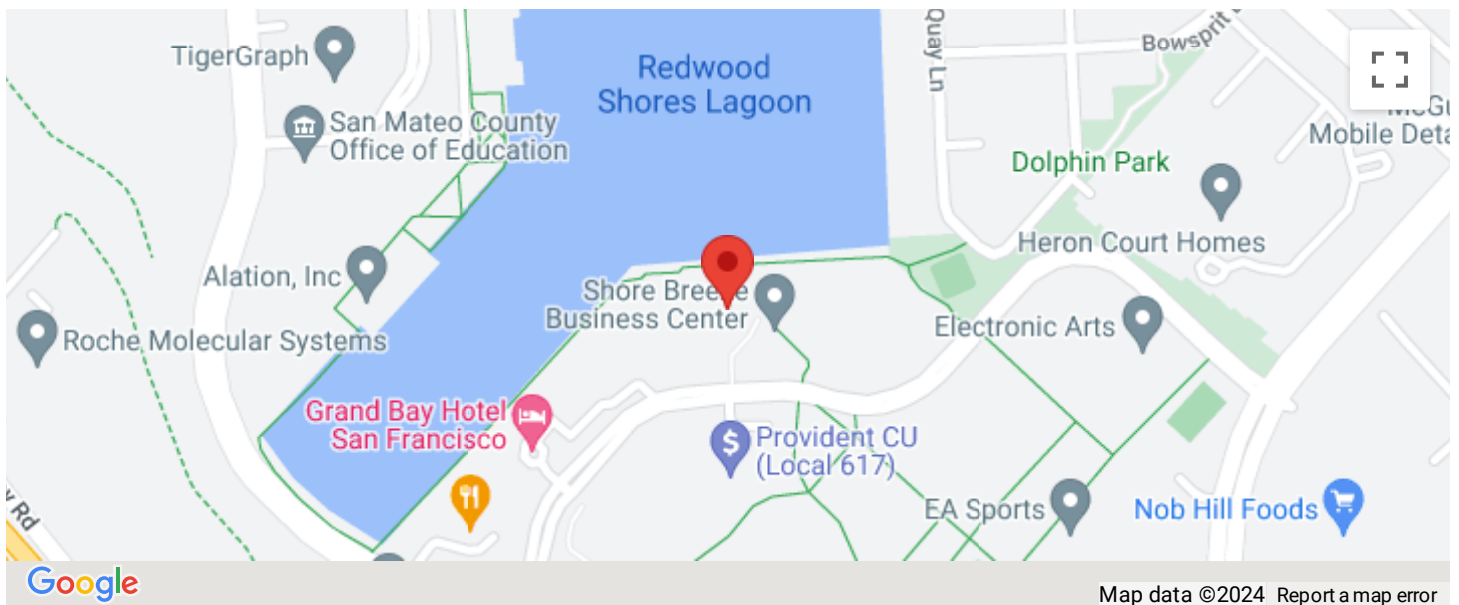 Redwood
Shores Lagoon
Quay Ln
TigerGraph
San Mateo County
Office of Education
Mobile
Dolphin Park
Heron Court Homes
Alation, Inc
Shore
Business Center
Roche Molecular Systems
Electronic Arts
Grand Bay Hotel
San Francisco
Provident CU
(Local 617)
EA Sports
Nob Hill Foods
Rd
Google
Map data ©2024
Report a map error